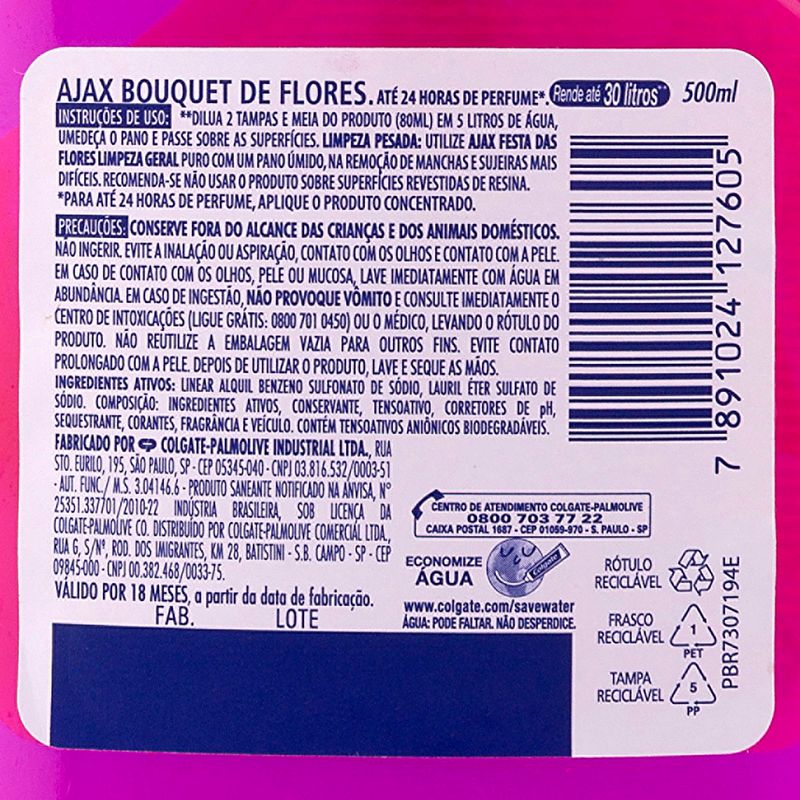 AJAX BOUQUET DE FLORES. ATÉ 24 HORAS DE PERFUME*. Rende até 30 litros** 500ml
INSTRUÇÕES DE USO: **DILUA 2 TAMPAS E MEIA DO PRODUTO (80ML) EM 5 LITROS DE ÁGUA,
UMEDEÇA O PANO E PASSE SOBRE AS SUPERFÍCIES. LIMPEZA PESADA: UTILIZE AJAX FESTA DAS
FLORES LIMPEZA GERAL PURO COM UM PANO ÚMIDO, NA REMOÇÃO DE MANCHAS E SUJEIRAS MAIS
DIFÍCEIS. RECOMENDA-SE NÃO USAR O PRODUTO SOBRE SUPERFÍCIES REVESTIDAS DE RESINA.
*PARA ATÉ 24 HORAS DE PERFUME, APLIQUE O PRODUTO CONCENTRADO.
PRECAUÇÕES: CONSERVE FORA DO ALCANCE DAS CRIANÇAS E DOS ANIMAIS DOMÉSTICOS.
NÃO INGERIR. EVITE A INALAÇÃO OU ASPIRAÇÃO, CONTATO COM OS OLHOS E CONTATO COM A PELE.
EM CASO DE CONTATO COM OS OLHOS, PELE OU MUCOSA, LAVE IMEDIATAMENTE COM ÁGUA EM
ABUNDÂNCIA. EM CASO DE INGESTÃO, NÃO PROVOQUE VÔMITO E CONSULTE IMEDIATAMENTE O
CENTRO DE INTOXICAÇÕES (LIGUE GRÁTIS: 0800 701 0450) OU O MÉDICO, LEVANDO O RÓTULO DO
PRODUTO. NÃO REUTILIZE A EMBALAGEM VAZIA PARA OUTROS FINS. EVITE CONTATO
PROLONGADO COM A PELE. DEPOIS DE UTILIZAR O PRODUTO, LAVE E SEQUE AS MÃOS.
INGREDIENTES ATIVOS: LINEAR ALQUIL BENZENO SULFONATO DE SÓDIO, LAURIL ÉTER SULFATO DE
SÓDIO. COMPOSIÇÃO: INGREDIENTES ATIVOS, CONSERVANTE, TENSOATIVO, CORRETORES DE pH,
SEQUESTRANTE, CORANTES, FRAGRÂNCIA E VEÍCULO. CONTÉM TENSOATIVOS ANIÔNICOS BIODEGRADÁVEIS.
FABRICADO POR CP COLGATE-PALMOLIVE INDUSTRIAL LTDA., RUA
STO. EURILO, 195, SÃO PAULO, SP - CEP 05345-040 - CNPJ 03.816.532/0003-51
- AUT. FUNC./ M.S. 3.04146.6 - PRODUTO SANEANTE NOTIFICADO NA ANVISA, Nº
25351.337701/2010-22 INDÚSTRIA BRASILEIRA, SOB LICENÇA DA
COLGATE-PALMOLIVE CO. DISTRIBUÍDO POR COLGATE-PALMOLIVE COMERCIAL LTDA.,
RUA G, S/Nº, ROD. DOS IMIGRANTES, KM 28, BATISTINI - S.B. CAMPO - SP - CEP
09845-000 - CNPJ 00.382.468/0033-75.
VÁLIDO POR 18 MESES, a partir da data de fabricação.
FAB. LOTE
7 891024 127605
CENTRO DE ATENDIMENTO COLGATE-PALMOLIVE
0800 703 77 22
CAIXA POSTAL 1687 - CEP 01059-970 - S. PAULO - SP
ECONOMIZE
ÁGUA
Colgate
www.colgate.com/savewater
ÁGUA: PODE FALTAR. NÃO DESPERDICE.
RÓTULO
RECICLÁVEL
FRASCO
RECICLÁVEL
1
PET
TAMPA
RECICLÁVEL
5
PP
PBR7307194E